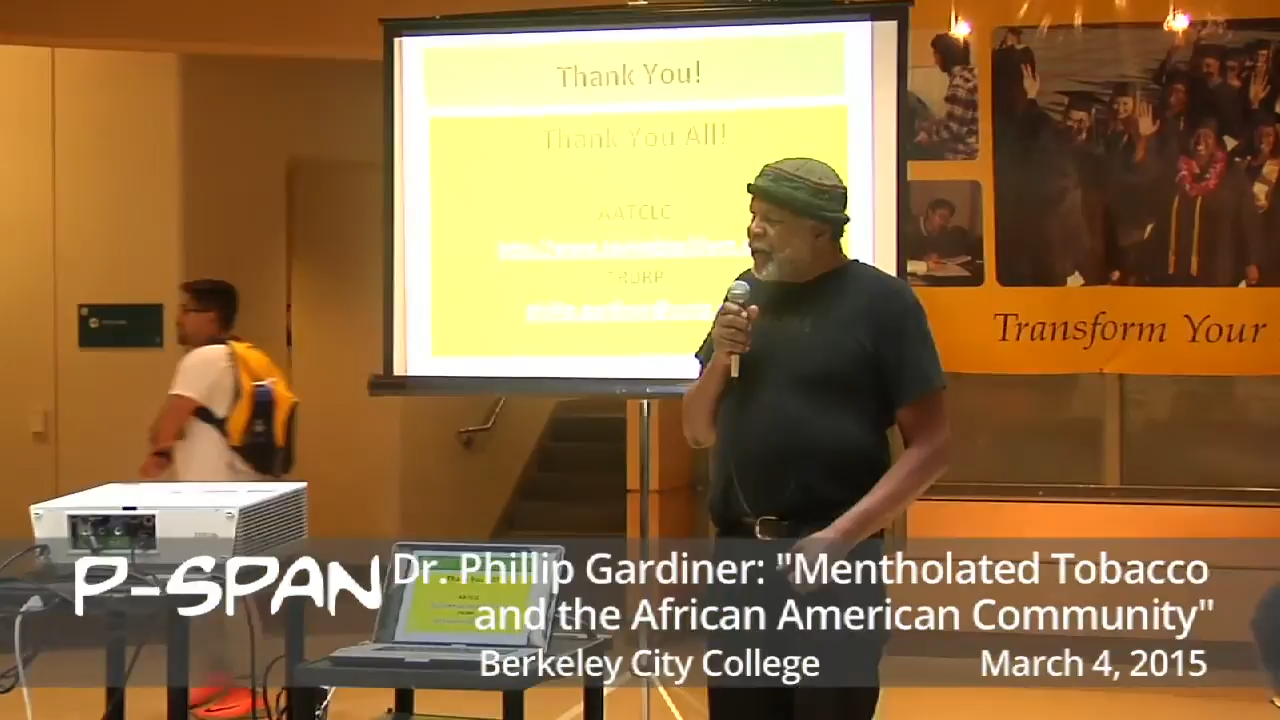 Thank You!
Thank You All!
AATCLC
TRDRP
Transform Your
P-SPAN
Dr. Phillip Gardiner: "Mentholated Tobacco
and the African American Community"
Berkeley City College
March 4, 2015